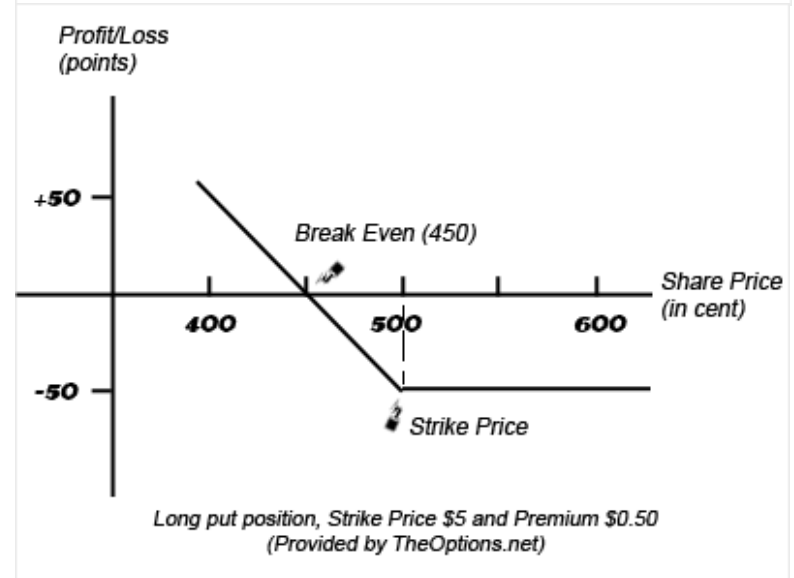 Profit/Loss
(points)
+50
Break Even (450)
Share Price
(in cent)
400
500
600
-50
Strike Price
Long put position, Strike Price $5 and Premium $0.50
(Provided by TheOptions.net)